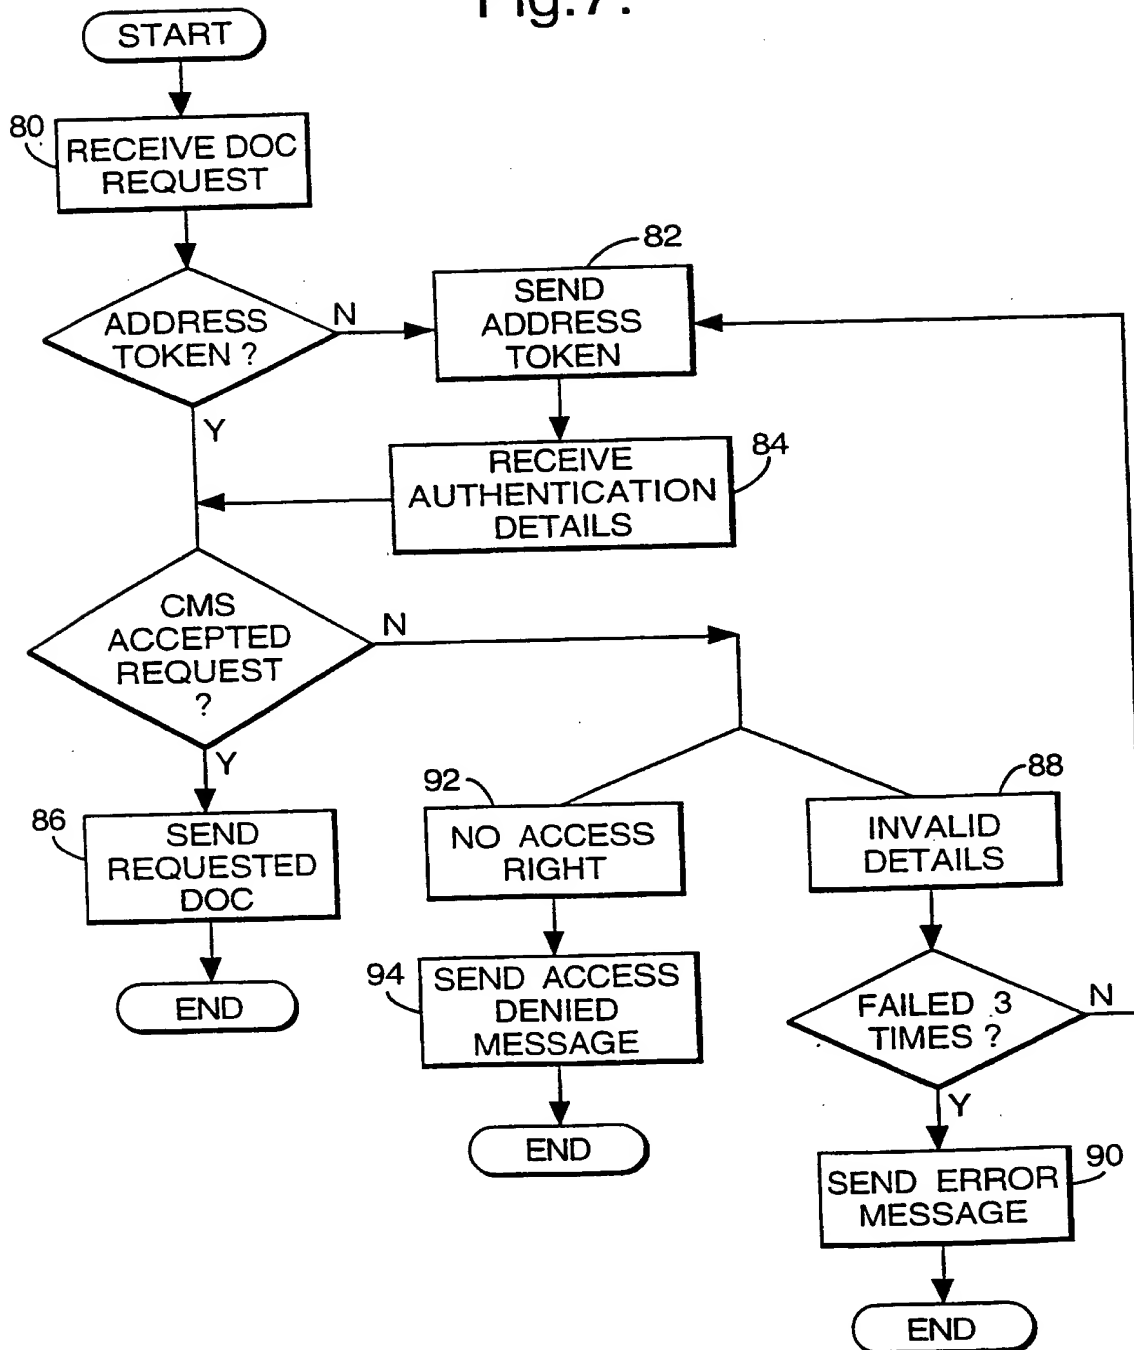 Fig.7.
START
80
RECEIVE DOC
REQUEST
ADDRESS
TOKEN ?
N
Y
82
SEND
ADDRESS
TOKEN
84
RECEIVE
AUTHENTICATION
DETAILS
CMS
ACCEPTED
REQUEST
?
N
Y
86
SEND
REQUESTED
DOC
END
92
NO ACCESS
RIGHT
94
SEND ACCESS
DENIED
MESSAGE
END
88
INVALID
DETAILS
FAILED 3
TIMES ?
N
Y
90
SEND ERROR
MESSAGE
END